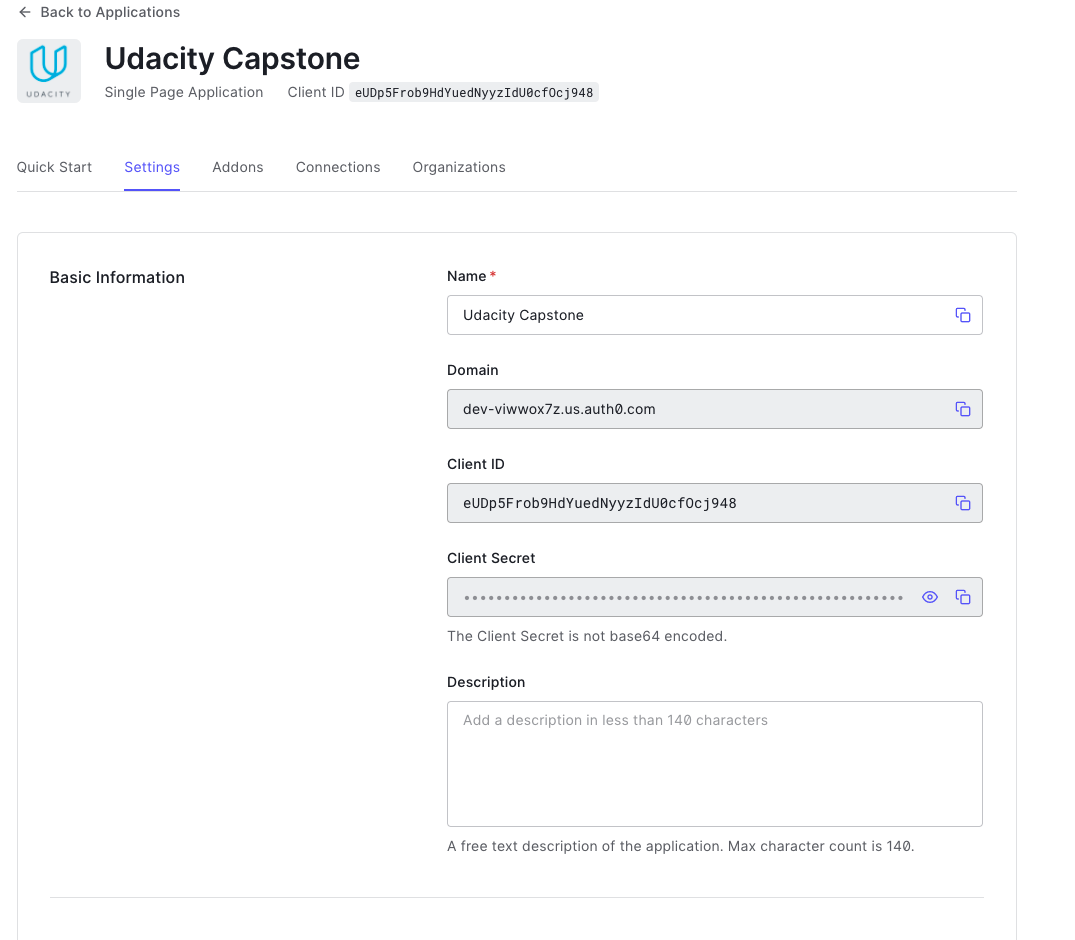 Back to Applications
Udacity Capstone
UDACITY
Single Page Application Client ID eUDp5Frob9HdYuedNyyzIdU0cfOcj948
Quick Start Settings Addons Connections Organizations
Basic Information
Name *
Udacity Capstone
Domain
dev-viwwox7z.us.auth0.com
Client ID
eUDp5Frob9HdYuedNyyzIdU0cfOcj948
Client Secret
The Client Secret is not base64 encoded.
Description
Add a description in less than 140 characters
A free text description of the application. Max character count is 140.